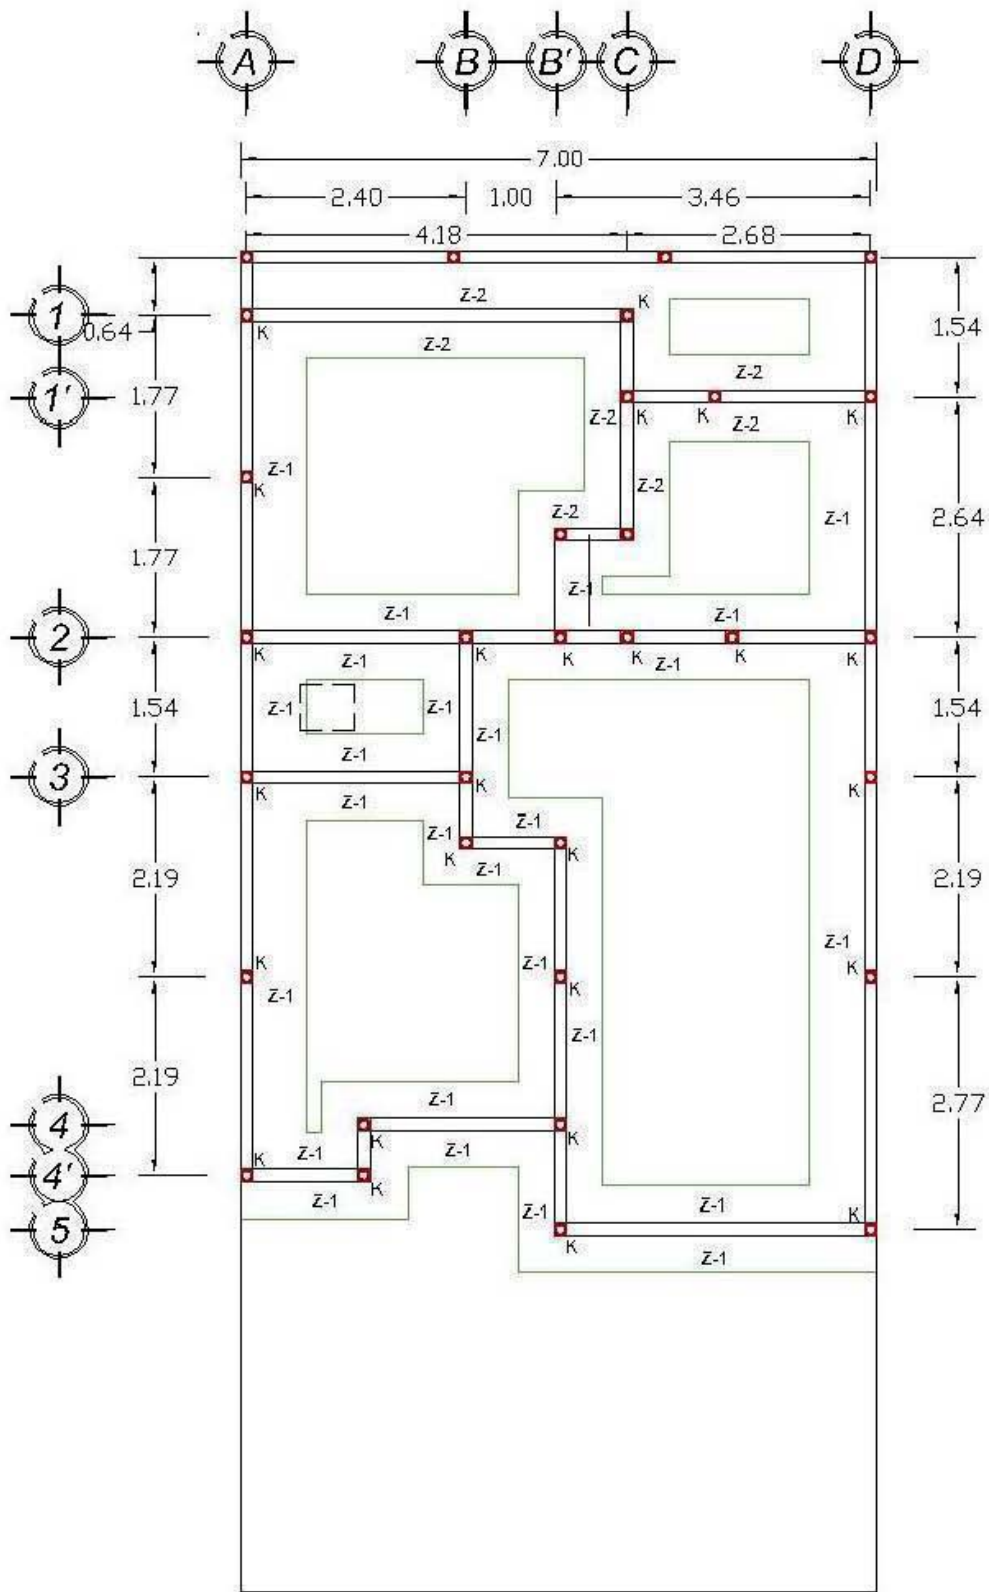 A B B' C D
7.00
2.40 1.00 3.46
4.18 2.68
Z-2 K
1 0.64 K 1.54
Z-2
Z-2
1' 1.77
Z-2 K K K
Z-2
Z-1 K Z-2 Z-1
Z-2 2.64
1.77 Z-1
Z-1 Z-1
2 K K K K K K
Z-1 Z-1
1.54 Z-1 Z-1 Z-1 1.54
Z-1
3 K K K
Z-1 Z-1 Z-1
K K
Z-1
2.19 2.19
Z-1
K K
Z-1 K
Z-1
2.19
Z-1 2.77
4 K
Z-1 Z-1
K
4' K
Z-1 Z-1 Z-1 K
5 K
Z-1